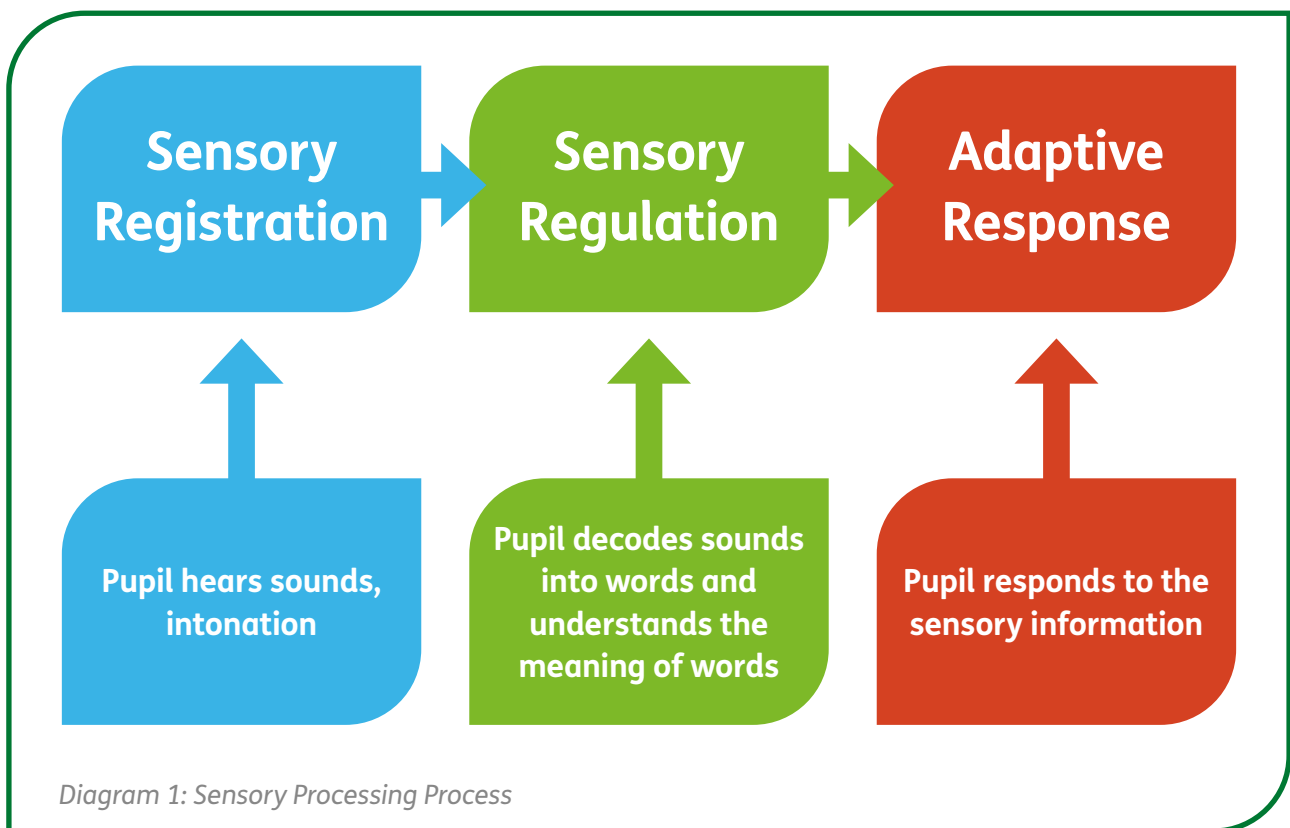 Sensory
Registration
Sensory
Regulation
Adaptive
Response
Pupil hears sounds,
intonation
Pupil decodes sounds
into words and
understands the
meaning of words
Pupil responds to the
sensory information
Diagram 1: Sensory Processing Process